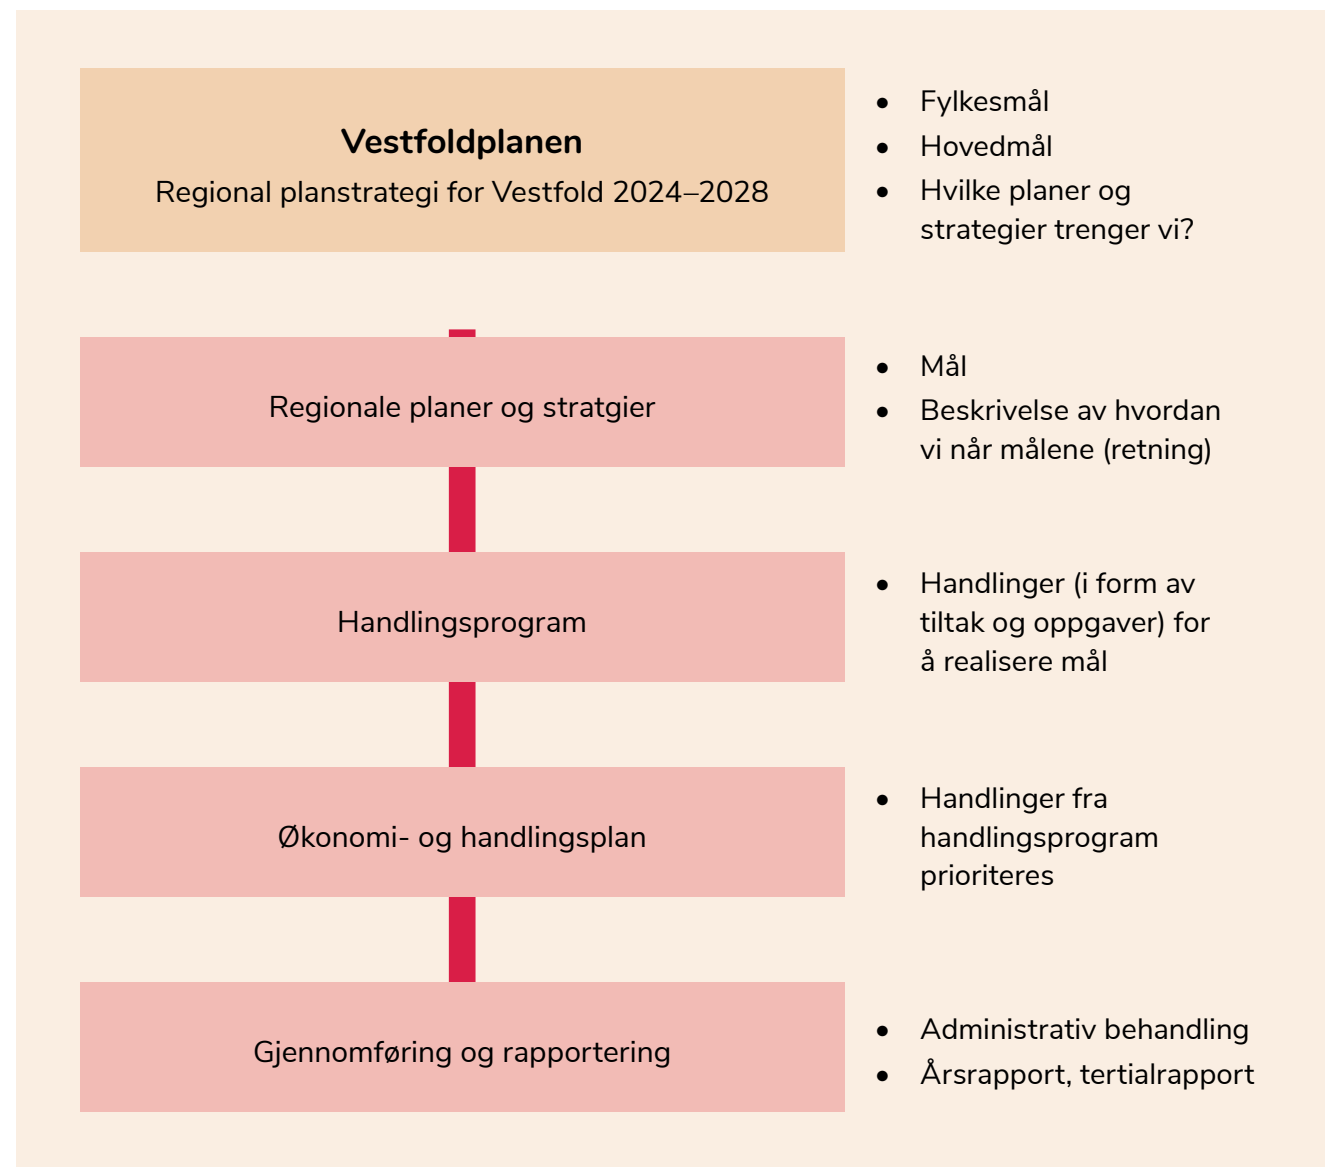 Vestfoldplanen
Regional planstrategi for Vestfold 2024–2028
• Fylkesmål
• Hovedmål
• Hvilke planer og
strategier trenger vi?
Regionale planer og stratgier
• Mål
• Beskrivelse av hvordan
vi når målene (retning)
Handlingsprogram
• Handlinger (i form av
tiltak og oppgaver) for
å realisere mål
Økonomi- og handlingsplan
• Handlinger fra
handlingsprogram
prioriteres
Gjennomføring og rapportering
• Administrativ behandling
• Årsrapport, tertialrapport